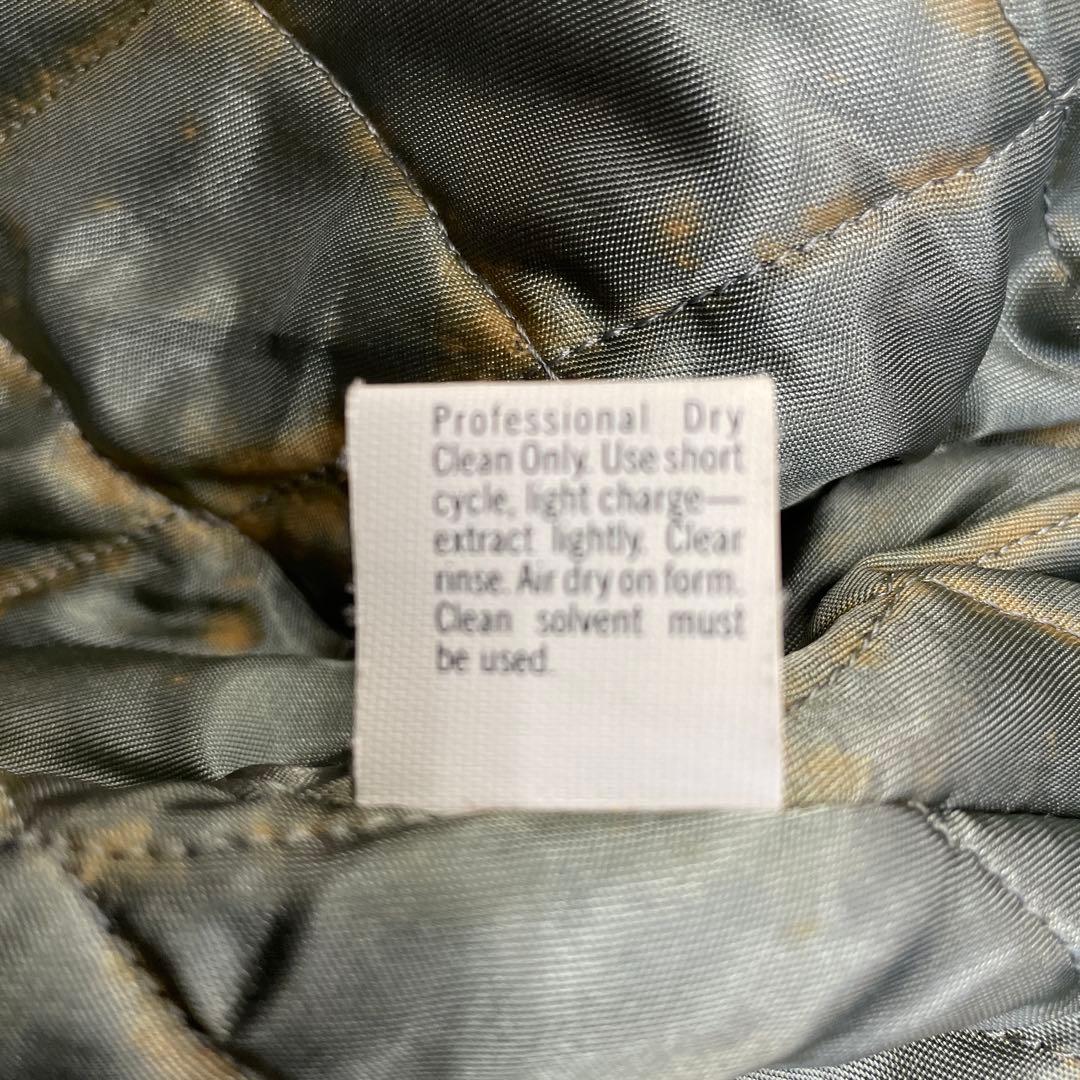 Professional Dry
Clean Only. Use short
cycle, light charge—
extract lightly. Clear
rinse. Air dry on form.
Clean solvent must
be used.